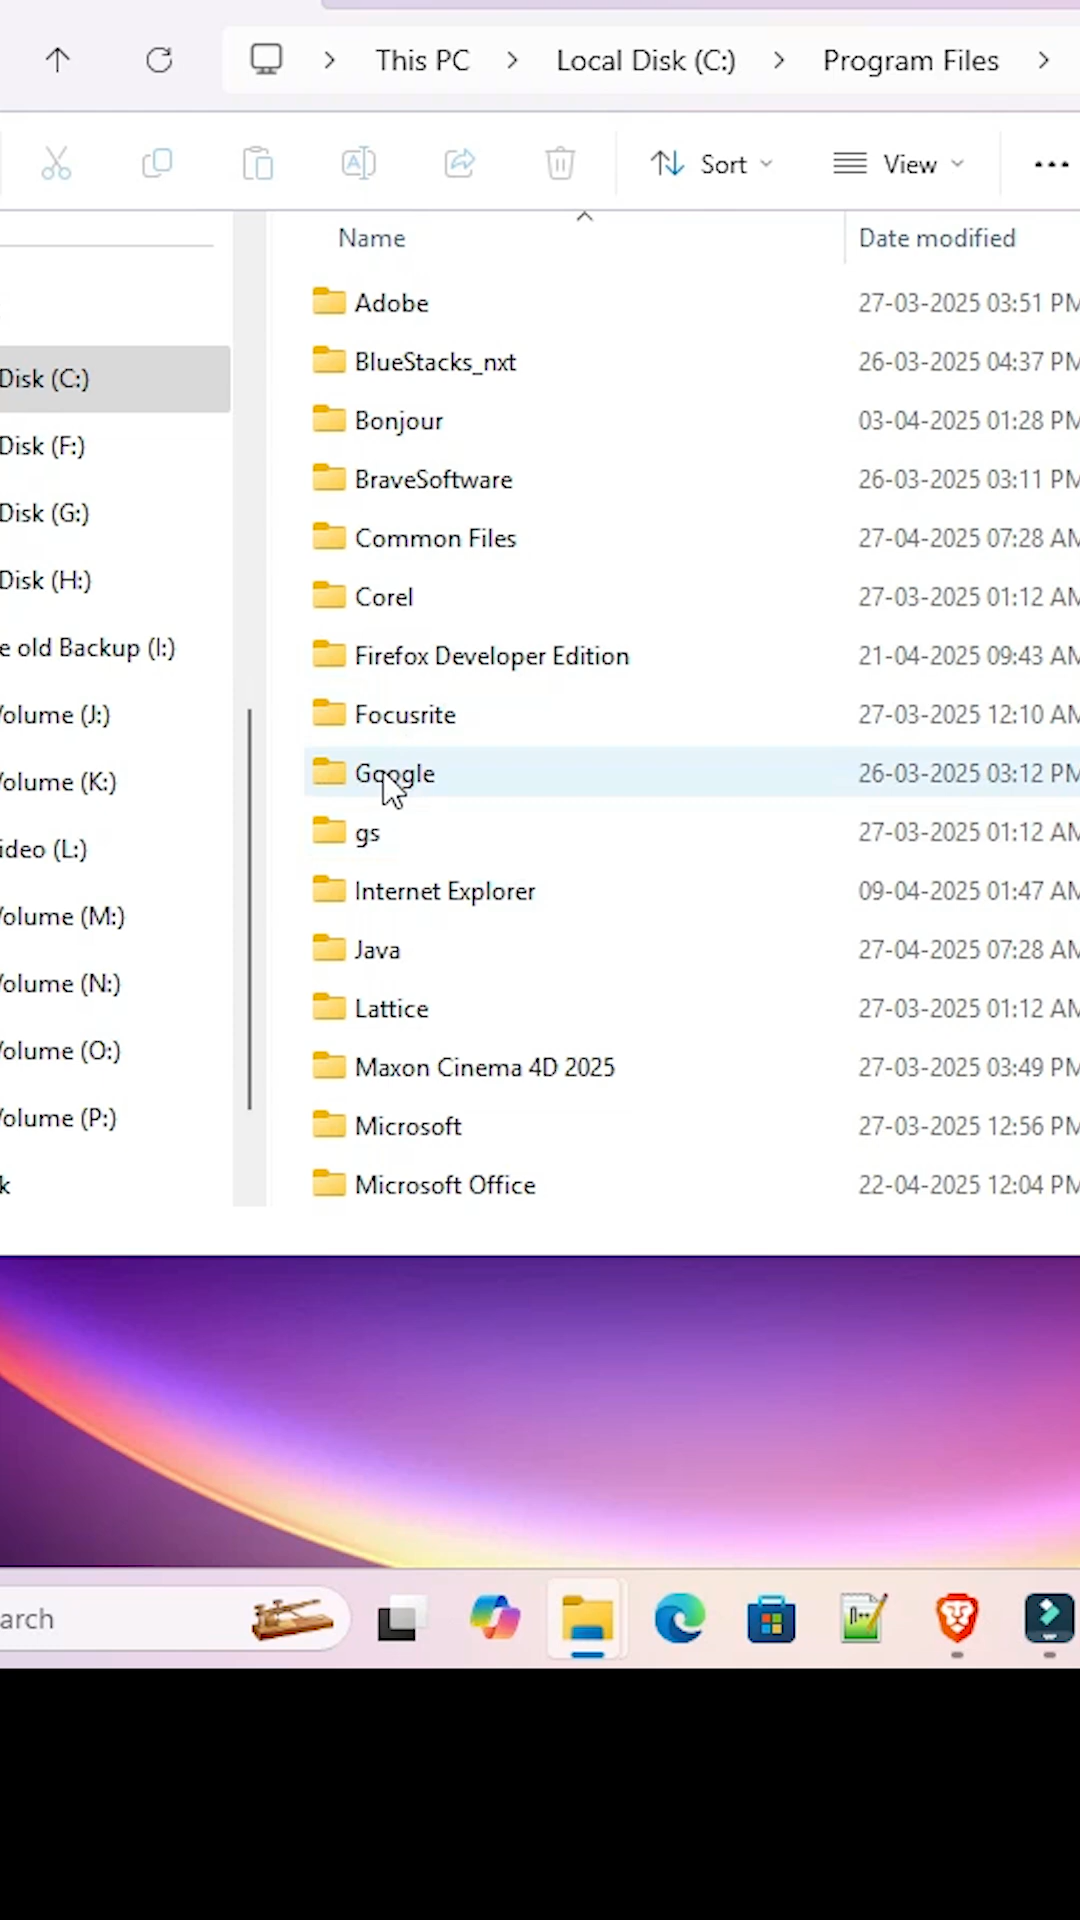 This PC > Local Disk (C:) > Program Files >
Sort
View
Name
Date modified
Adobe 27-03-2025 03:51 PM
BlueStacks_nxt 26-03-2025 04:37 PM
Bonjour 03-04-2025 01:28 PM
BraveSoftware 26-03-2025 03:11 PM
Common Files 27-04-2025 07:28 AM
Corel 27-03-2025 01:12 AM
Firefox Developer Edition 21-04-2025 09:43 AM
Focusrite 27-03-2025 12:10 AM
Google 26-03-2025 03:12 PM
gs 27-03-2025 01:12 AM
Internet Explorer 09-04-2025 01:47 AM
Java 27-04-2025 07:28 AM
Lattice 27-03-2025 01:12 AM
Maxon Cinema 4D 2025 27-03-2025 03:49 PM
Microsoft 27-03-2025 12:56 PM
Microsoft Office 22-04-2025 12:04 PM
Disk (C:)
Disk (F:)
Disk (G:)
Disk (H:)
e old Backup (I:)
Volume (J:)
Volume (K:)
ideo (L:)
Volume (M:)
Volume (N:)
Volume (O:)
Volume (P:)
k
arch